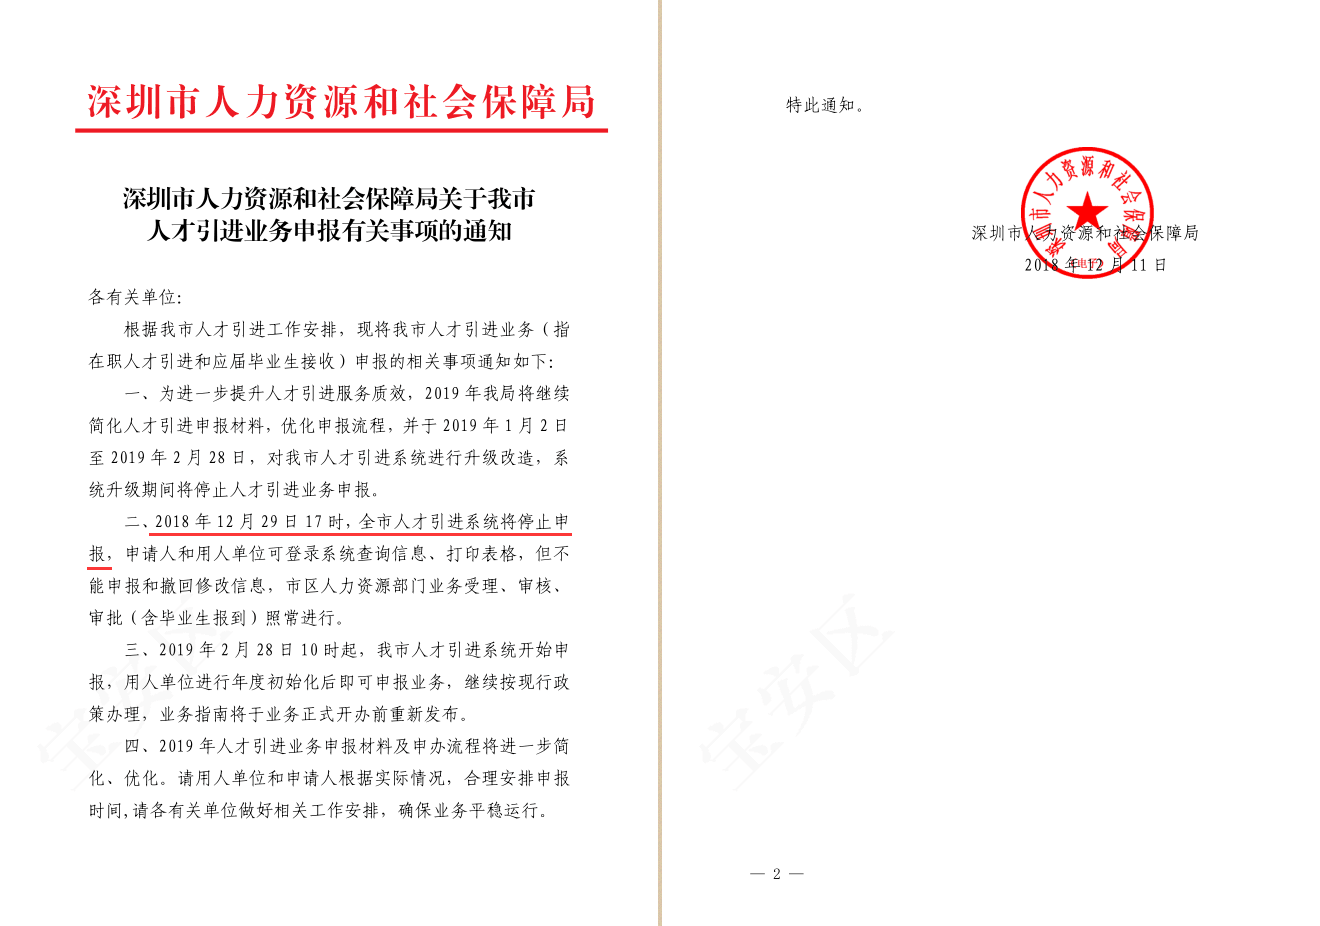 深圳市人力资源和社会保障局
深圳市人力资源和社会保障局关于我市
人才引进业务申报有关事项的通知
各有关单位:
根据我市人才引进工作安排，现将我市人才引进业务（指
在职人才引进和应届毕业生接收）申报的相关事项通知如下:
一、为进一步提升人才引进服务质效，2019 年我局将继续
简化人才引进申报材料，优化申报流程，并于 2019 年 1 月 2 日
至 2019 年 2 月 28 日，对我市人才引进系统进行升级改造，系
统升级期间将停止人才引进业务申报。
二、2018 年 12 月 29 日 17 时，全市人才引进系统将停止申
报，申请人和用人单位可登录系统查询信息、打印表格，但不
能申报和撤回修改信息，市区人力资源部门业务受理、审核、
审批（含毕业生报到）照常进行。
三、2019 年 2 月 28 日 10 时起，我市人才引进系统开始申
报，用人单位进行年度初始化后即可申报业务，继续按现行政
策办理，业务指南将于业务正式开办前重新发布。
四、2019 年人才引进业务申报材料及申办流程将进一步简
化、优化。请用人单位和申请人根据实际情况，合理安排申报
时间,请各有关单位做好相关工作安排，确保业务平稳运行。
宝安区
特此通知。
深圳市人力资源和社会保障局
深圳市人力资源和社会保障局
2018 年 12 月 11 日
宝安区
— 2 —